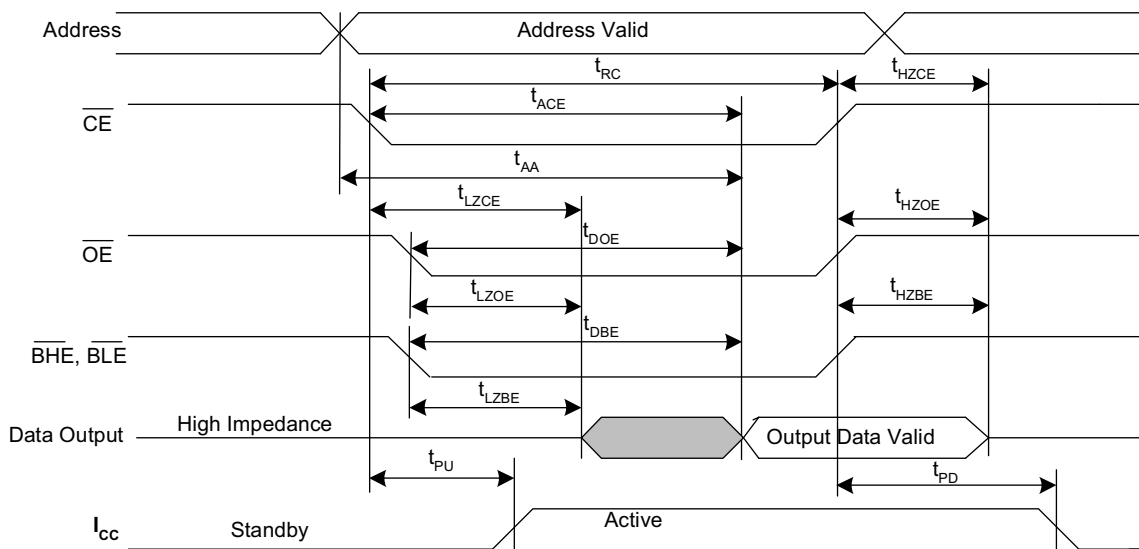 Address
Address Valid
tRC
tHZCE
tACE
CE
tAA
tLZCE
tHZOE
OE
tDOE
tLZOE
tHZBE
tDBE
BHE, BLE
tLZBE
Data Output
High Impedance
Output Data Valid
tPU
tPD
ICC
Standby
Active